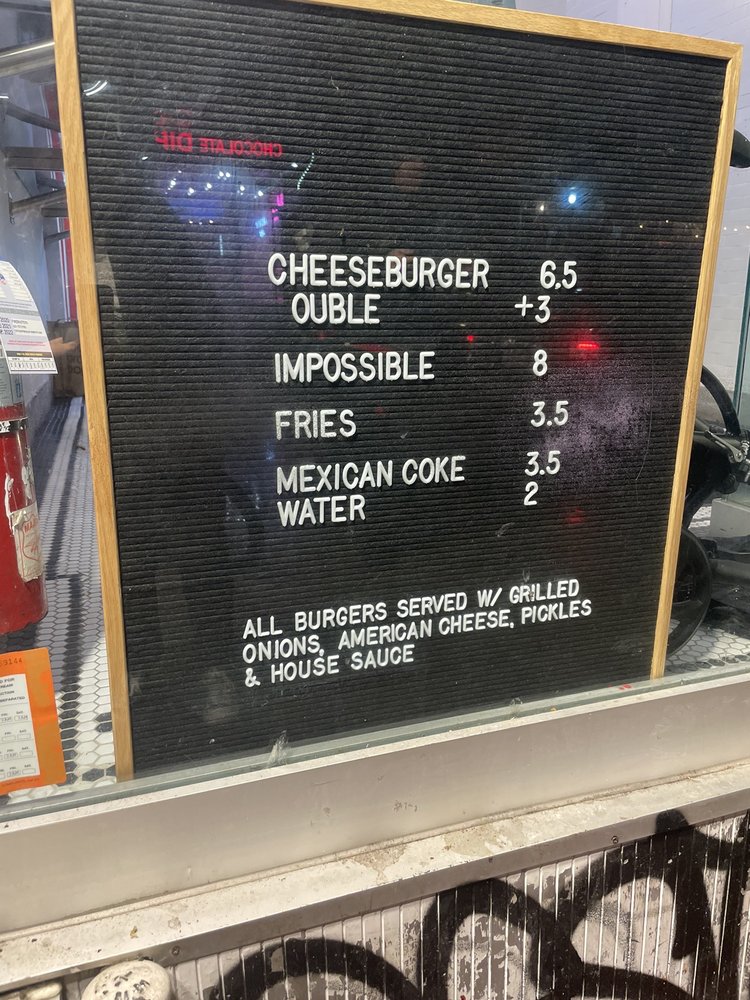 CHOCOLATE DIP
CHEESEBURGER 6.5
OUBLE +3
IMPOSSIBLE 8
FRIES 3.5
MEXICAN COKE 3.5
WATER 2
ALL BURGERS SERVED W/ GRILLED
ONIONS, AMERICAN CHEESE, PICKLES
& HOUSE SAUCE